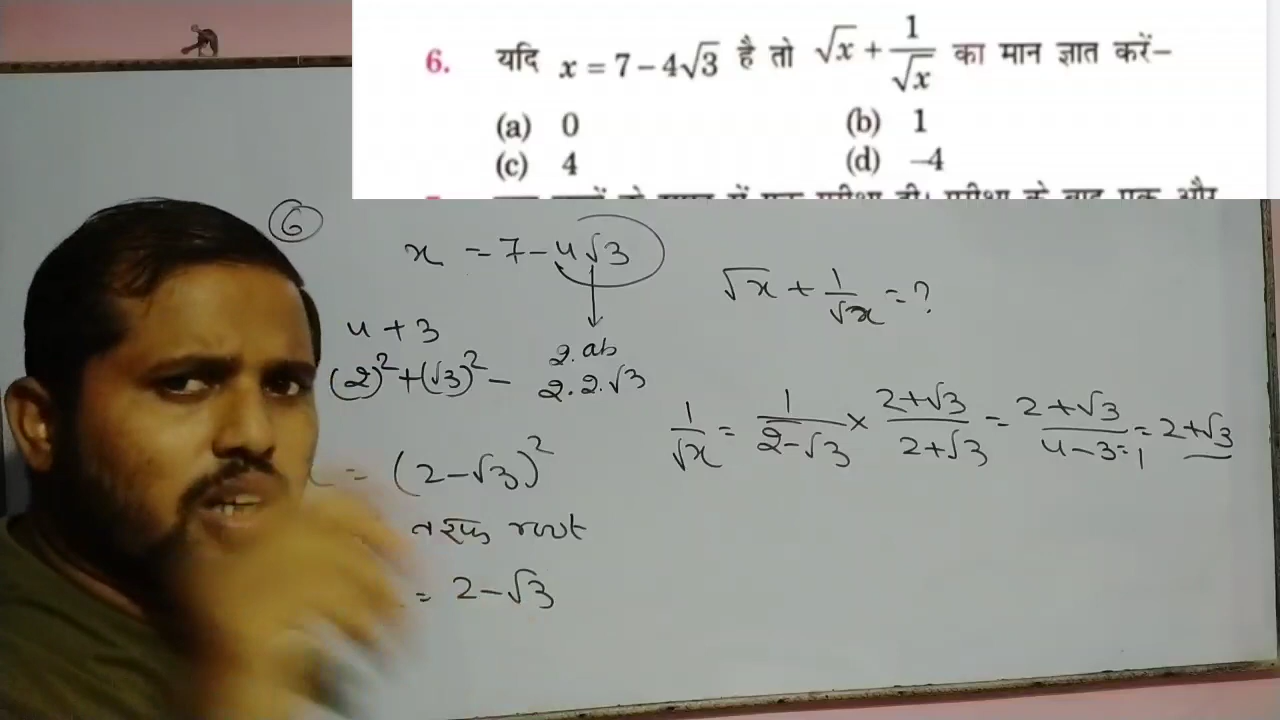 6. यदि x = 7 − 4√3 है तो √x + 1/√x का मान ज्ञात करें–
(a) 0 (b) 1
(c) 4 (d) –4
6
x = 7 − 4√3
√x + 1/√x = ?
4 + 3
2.ab
(2)² + (√3)² − 2.2.√3
1/√x = 1/(2−√3) × (2+√3)/(2+√3) = (2+√3)/(4−3=1) = 2+√3
= (2−√3)²
root
= 2−√3